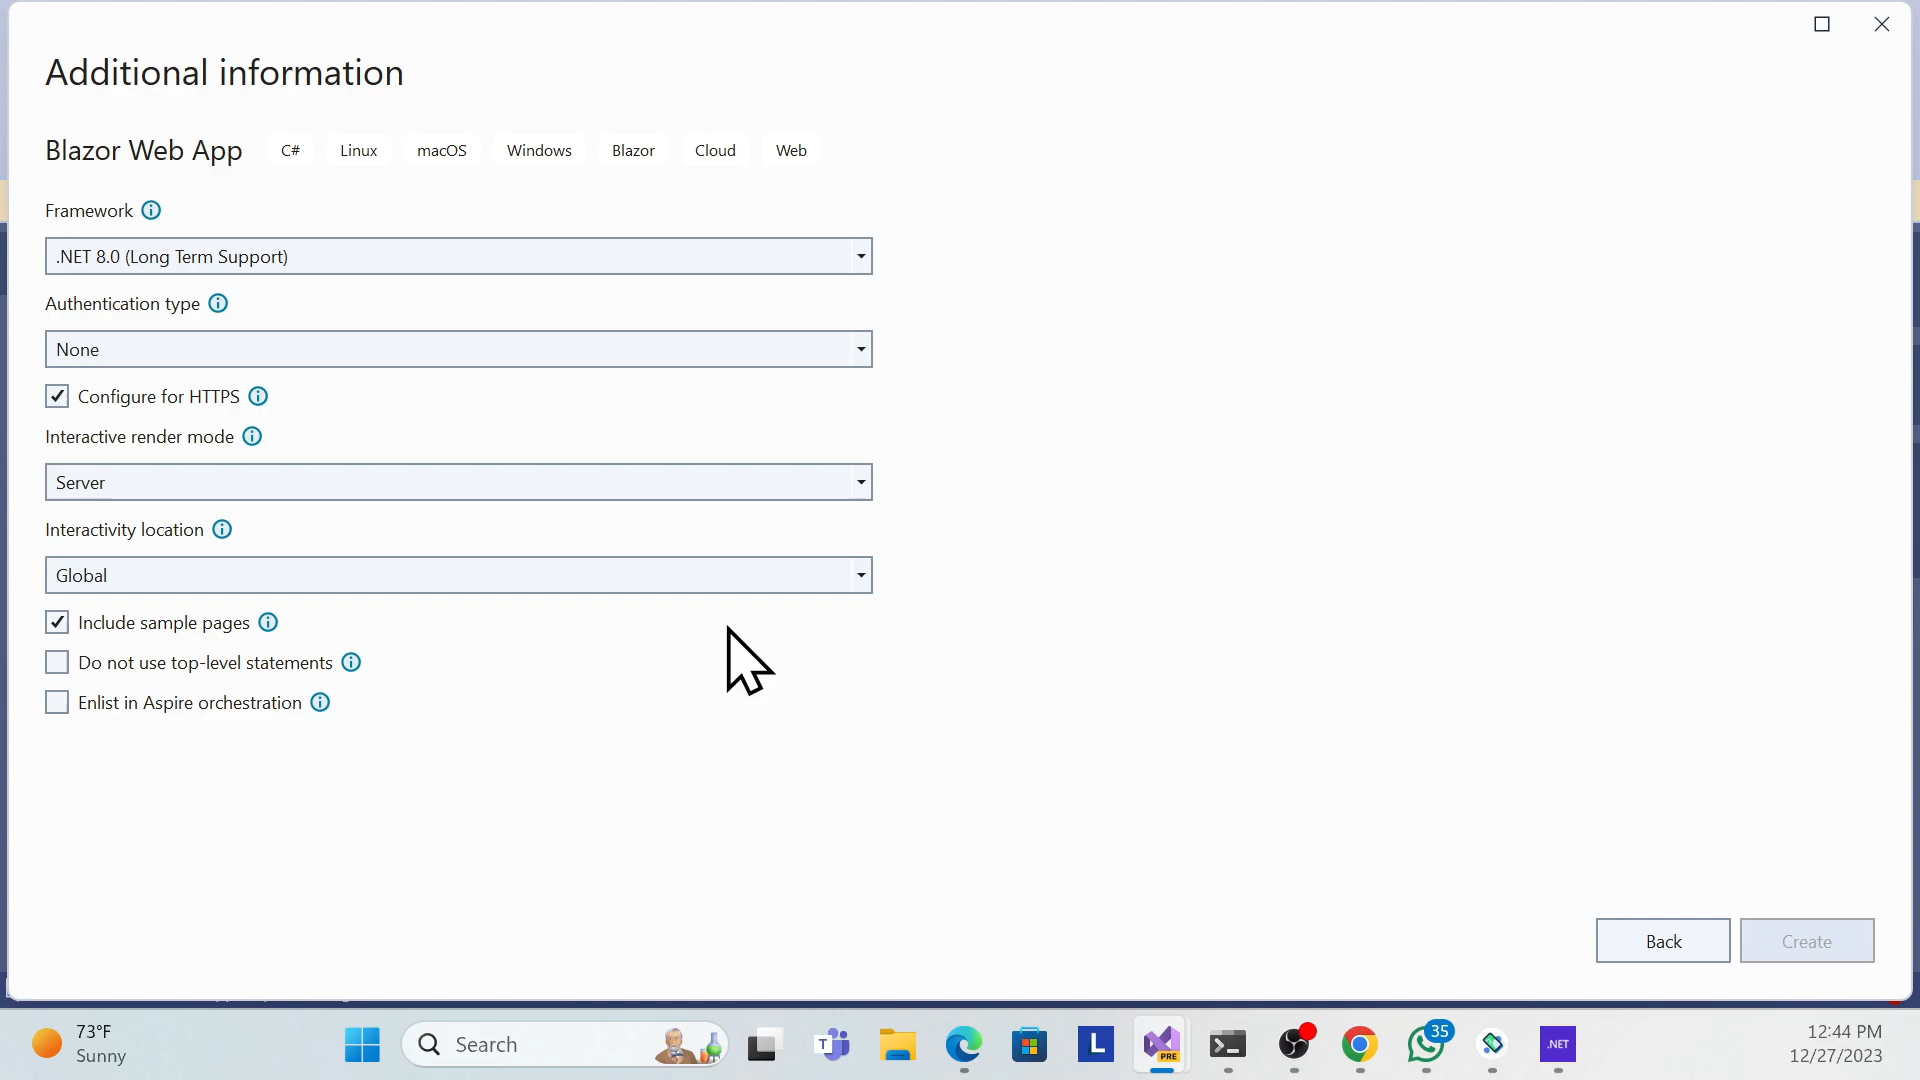 Additional information
Blazor Web App C# Linux macOS Windows Blazor Cloud Web
Framework
.NET 8.0 (Long Term Support)
Authentication type
None
Configure for HTTPS
Interactive render mode
Server
Interactivity location
Global
Include sample pages
Do not use top-level statements
Enlist in Aspire orchestration
Back Create
73°F
Sunny
Search
T
L
PRE
35
.NET
12:44 PM
12/27/2023